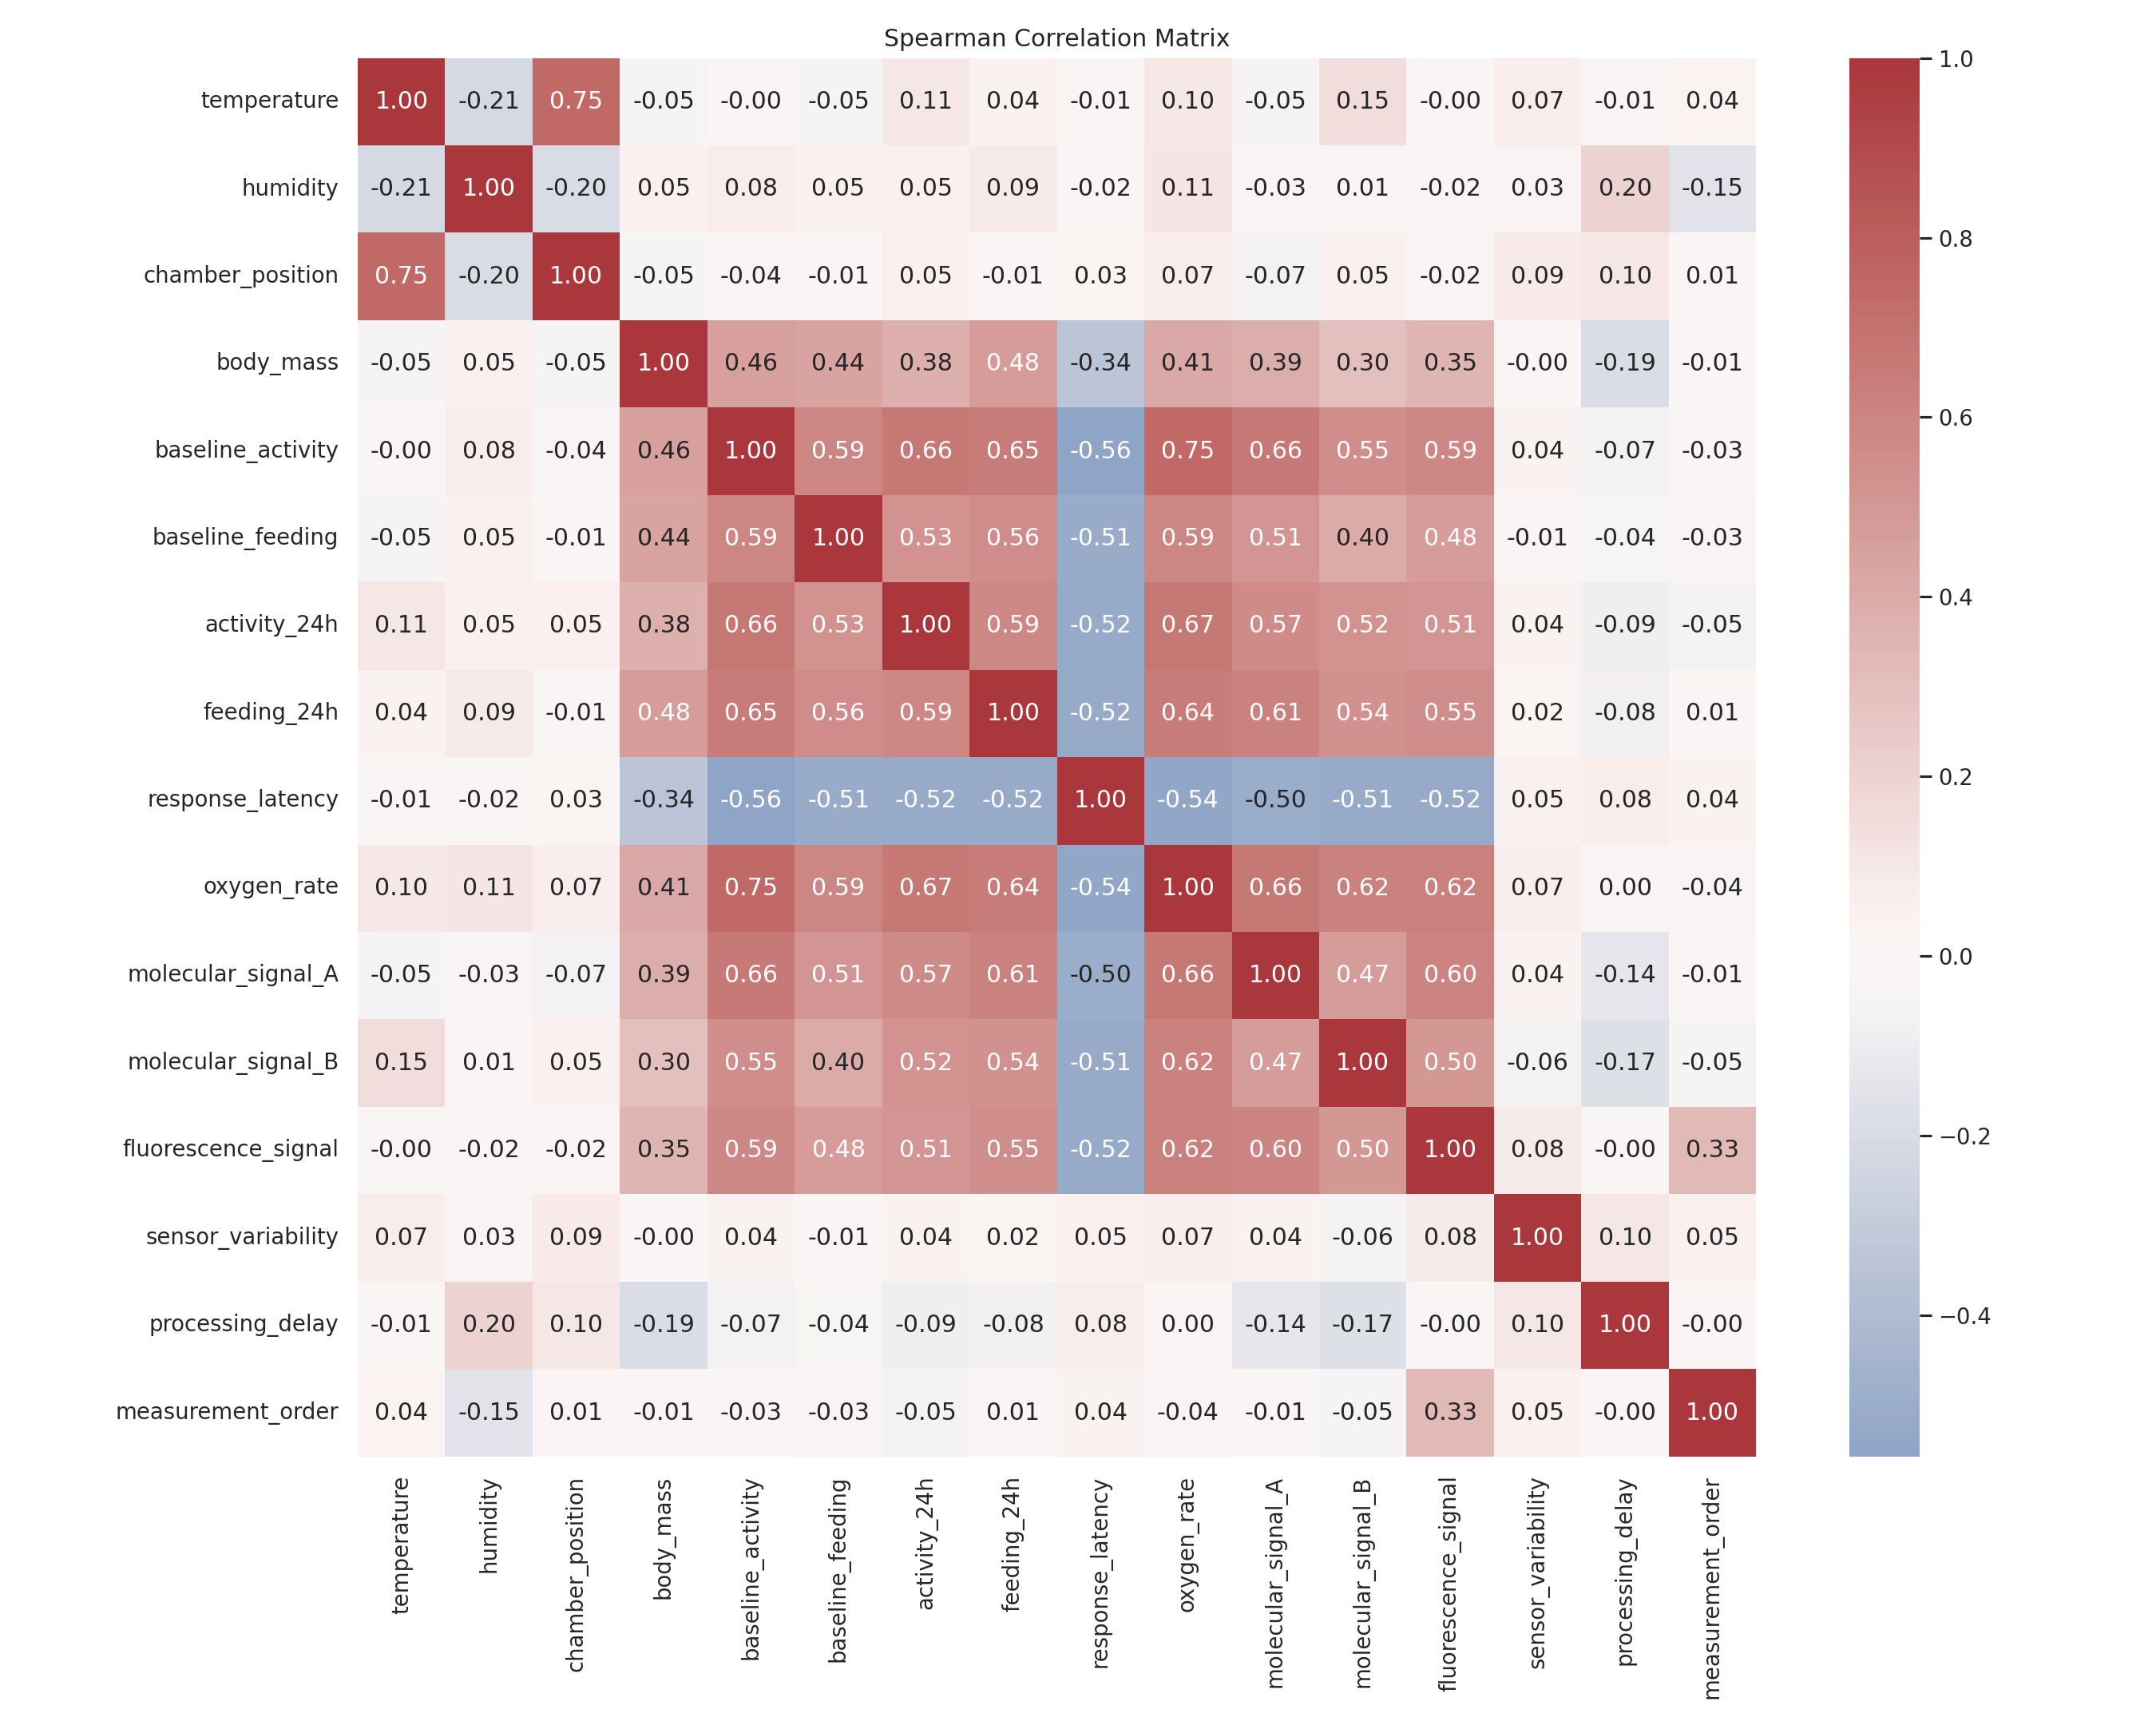 Spearman Correlation Matrix
temperature 1.00 -0.21 0.75 -0.05 -0.00 -0.05 0.11 0.04 -0.01 0.10 -0.05 0.15 -0.00 0.07 -0.01 0.04
humidity -0.21 1.00 -0.20 0.05 0.08 0.05 0.05 0.09 -0.02 0.11 -0.03 0.01 -0.02 0.03 0.20 -0.15
chamber_position 0.75 -0.20 1.00 -0.05 -0.04 -0.01 0.05 -0.01 0.03 0.07 -0.07 0.05 -0.02 0.09 0.10 0.01
body_mass -0.05 0.05 -0.05 1.00 0.46 0.44 0.38 0.48 -0.34 0.41 0.39 0.30 0.35 -0.00 -0.19 -0.01
baseline_activity -0.00 0.08 -0.04 0.46 1.00 0.59 0.66 0.65 -0.56 0.75 0.66 0.55 0.59 0.04 -0.07 -0.03
baseline_feeding -0.05 0.05 -0.01 0.44 0.59 1.00 0.53 0.56 -0.51 0.59 0.51 0.40 0.48 -0.01 -0.04 -0.03
activity_24h 0.11 0.05 0.05 0.38 0.66 0.53 1.00 0.59 -0.52 0.67 0.57 0.52 0.51 0.04 -0.09 -0.05
feeding_24h 0.04 0.09 -0.01 0.48 0.65 0.56 0.59 1.00 -0.52 0.64 0.61 0.54 0.55 0.02 -0.08 0.01
response_latency -0.01 -0.02 0.03 -0.34 -0.56 -0.51 -0.52 -0.52 1.00 -0.54 -0.50 -0.51 -0.52 0.05 0.08 0.04
oxygen_rate 0.10 0.11 0.07 0.41 0.75 0.59 0.67 0.64 -0.54 1.00 0.66 0.62 0.62 0.07 0.00 -0.04
molecular_signal_A -0.05 -0.03 -0.07 0.39 0.66 0.51 0.57 0.61 -0.50 0.66 1.00 0.47 0.60 0.04 -0.14 -0.01
molecular_signal_B 0.15 0.01 0.05 0.30 0.55 0.40 0.52 0.54 -0.51 0.62 0.47 1.00 0.50 -0.06 -0.17 -0.05
fluorescence_signal -0.00 -0.02 -0.02 0.35 0.59 0.48 0.51 0.55 -0.52 0.62 0.60 0.50 1.00 0.08 -0.00 0.33
sensor_variability 0.07 0.03 0.09 -0.00 0.04 -0.01 0.04 0.02 0.05 0.07 0.04 -0.06 0.08 1.00 0.10 0.05
processing_delay -0.01 0.20 0.10 -0.19 -0.07 -0.04 -0.09 -0.08 0.08 0.00 -0.14 -0.17 -0.00 0.10 1.00 -0.00
measurement_order 0.04 -0.15 0.01 -0.01 -0.03 -0.03 -0.05 0.01 0.04 -0.04 -0.01 -0.05 0.33 0.05 -0.00 1.00
temperature
humidity
chamber_position
body_mass
baseline_activity
baseline_feeding
activity_24h
feeding_24h
response_latency
oxygen_rate
molecular_signal_A
molecular_signal_B
fluorescence_signal
sensor_variability
processing_delay
measurement_order
1.0
0.8
0.6
0.4
0.2
0.0
−0.2
−0.4